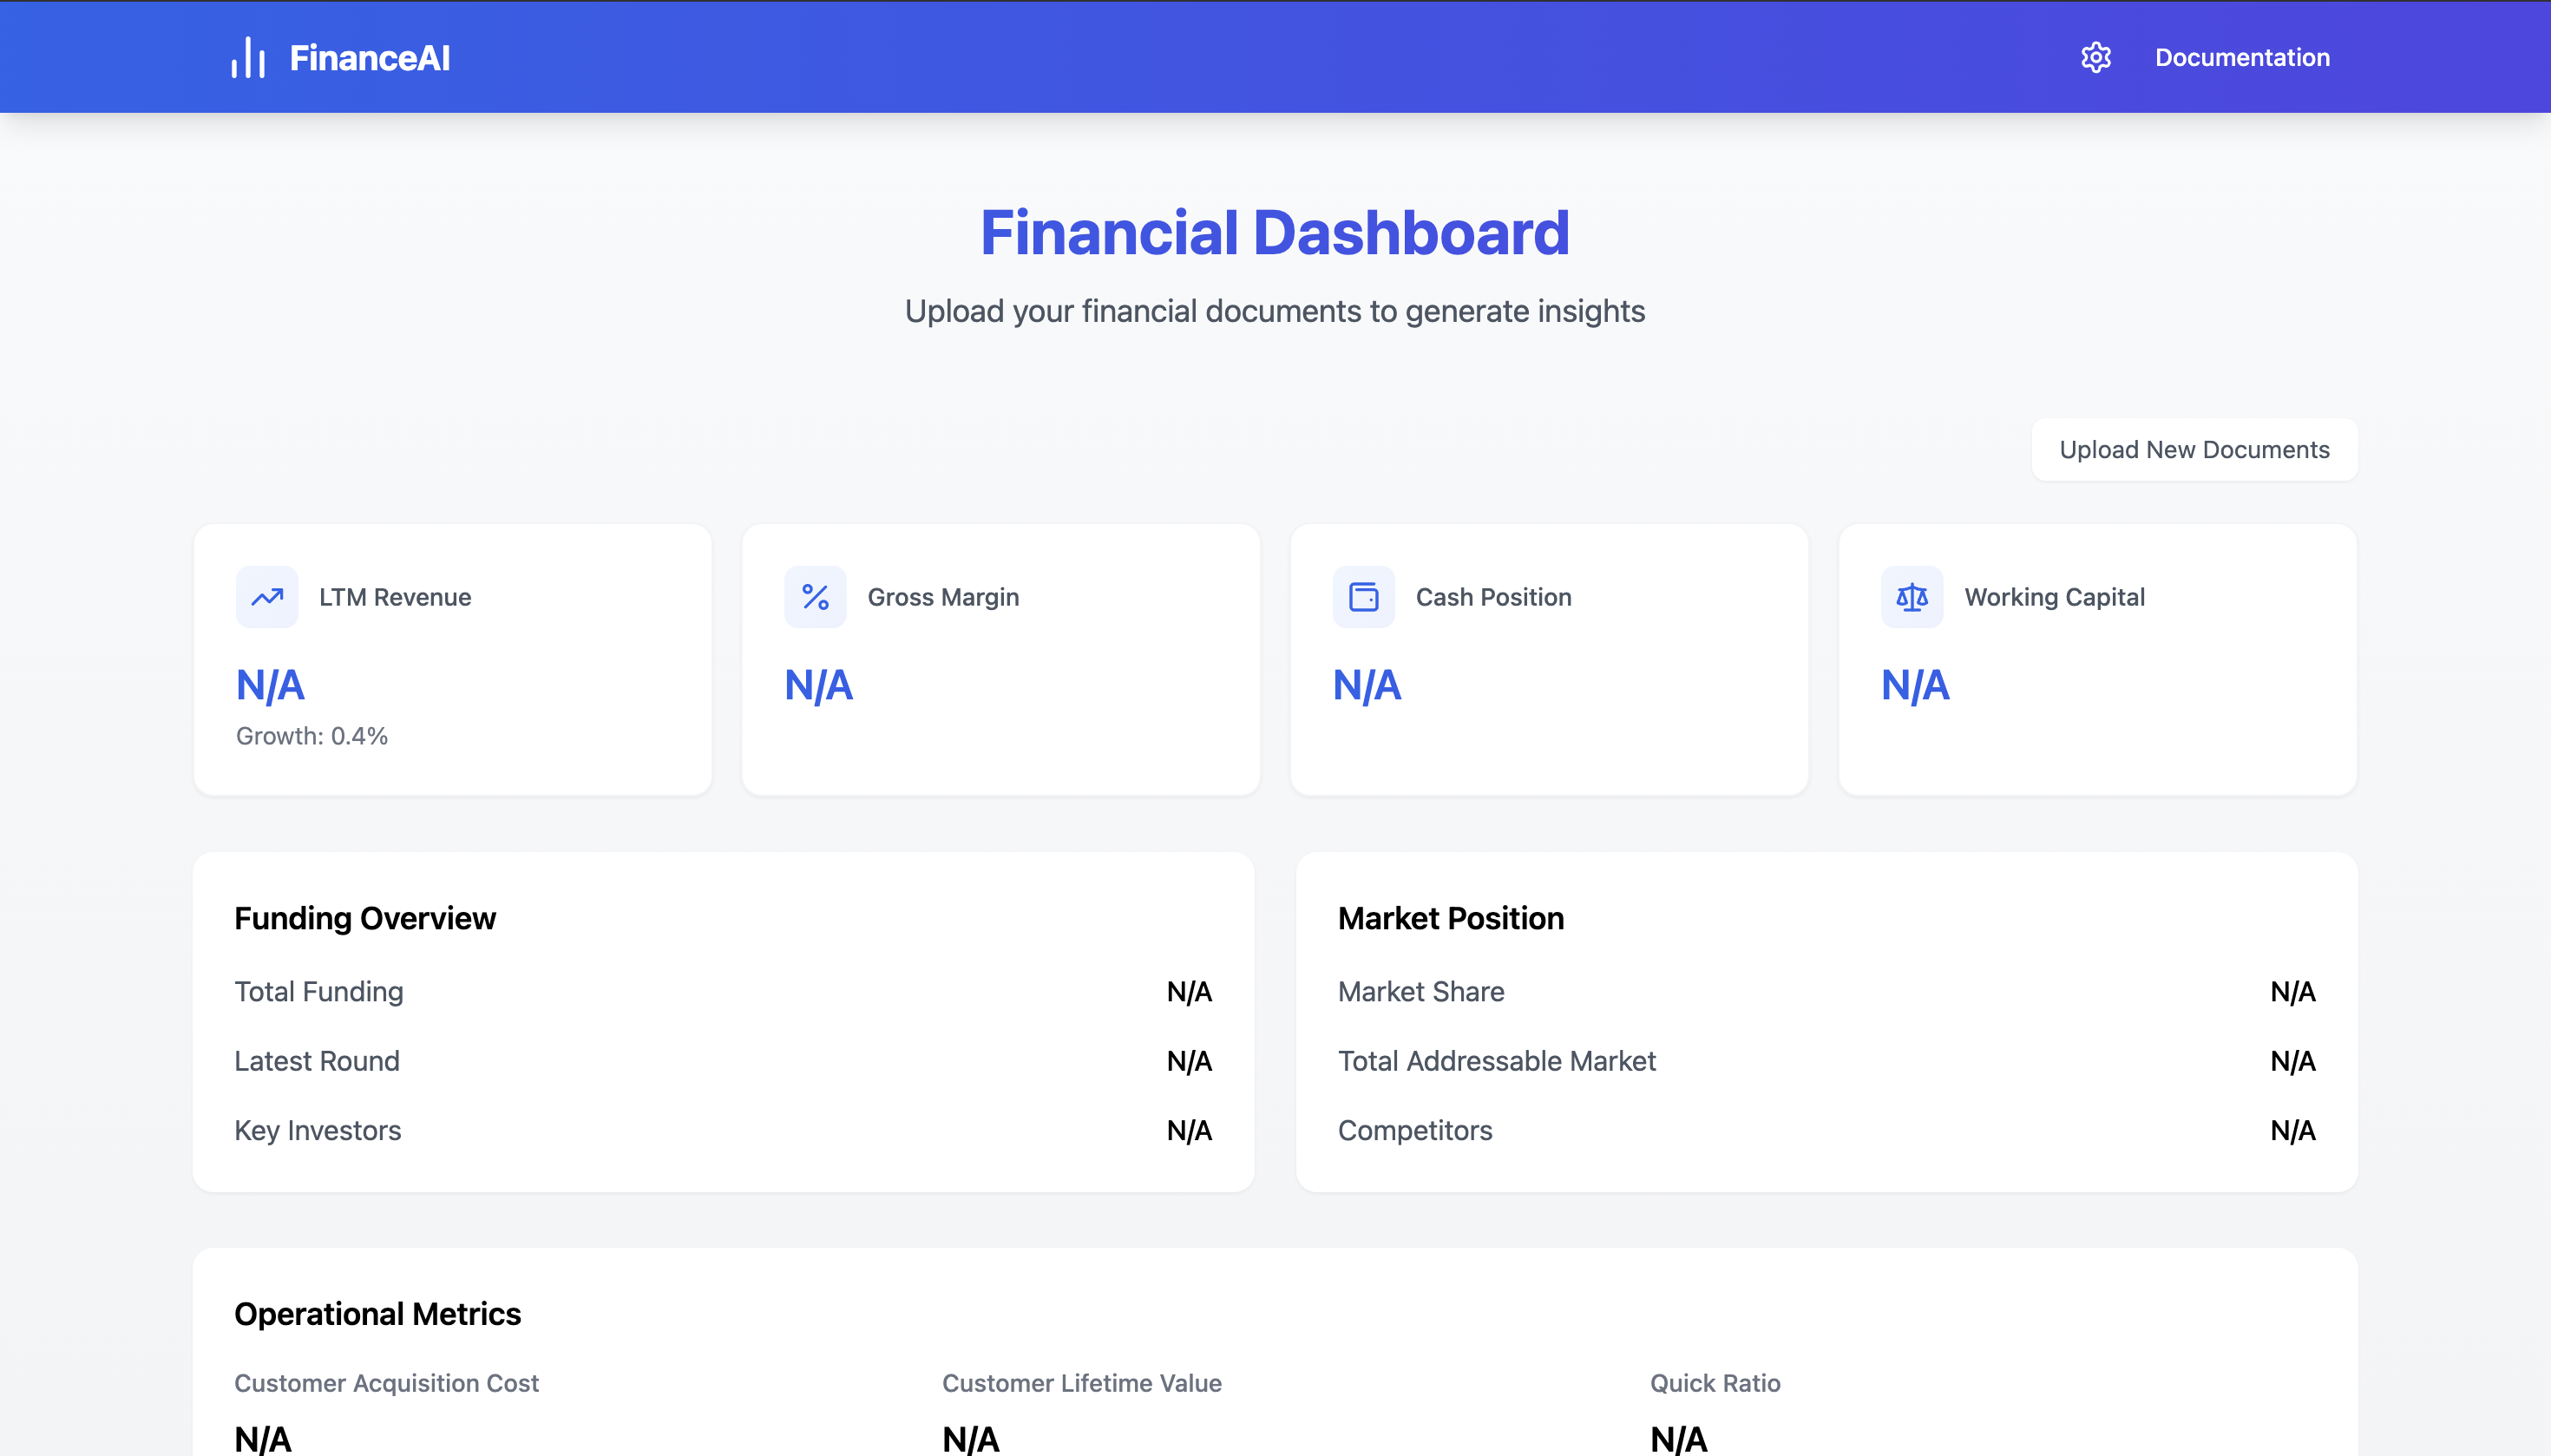 FinanceAI
Documentation
Financial Dashboard
Upload your financial documents to generate insights
Upload New Documents
LTM Revenue
N/A
Growth: 0.4%
Gross Margin
N/A
Cash Position
N/A
Working Capital
N/A
Funding Overview
Total Funding N/A
Latest Round N/A
Key Investors N/A
Market Position
Market Share N/A
Total Addressable Market N/A
Competitors N/A
Operational Metrics
Customer Acquisition Cost
N/A
Customer Lifetime Value
N/A
Quick Ratio
N/A